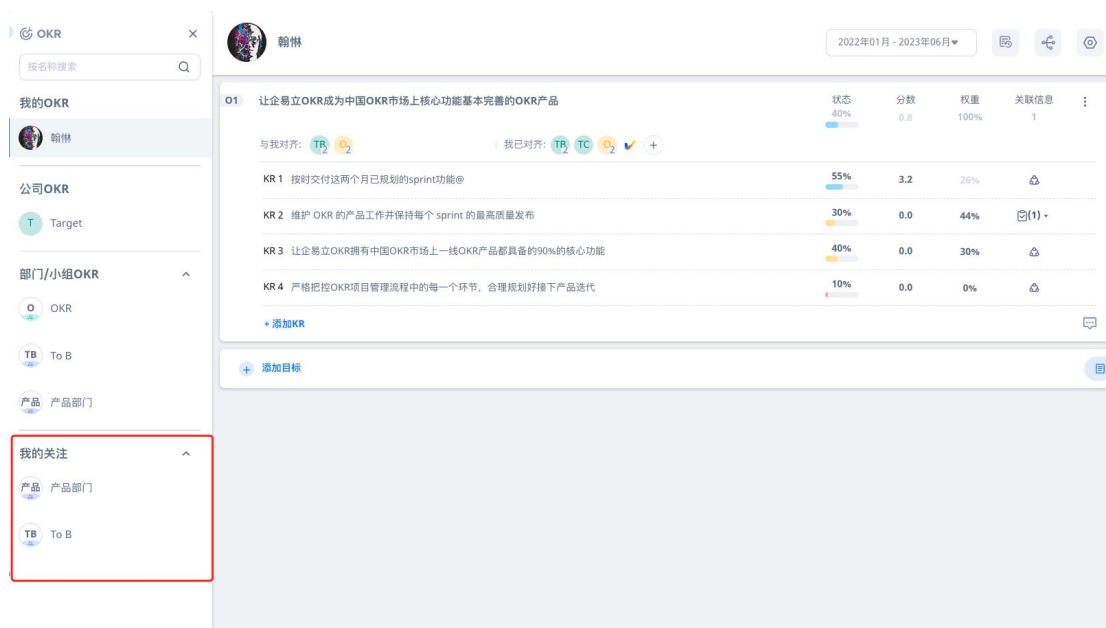 OKR
按名称搜索
我的OKR
翰惏
公司OKR
T Target
部门/小组OKR
O OKR
TB To B
产品 产品部门
我的关注
产品 产品部门
TB To B
翰惏
2022年01月 - 2023年06月
O1 让企易立OKR成为中国OKR市场上核心功能基本完善的OKR产品 状态 分数 权重 关联信息
40% 0.8 100% 1
与我对齐: TB 2 O 2 我已对齐: TB 2 TC O 2 +
KR 1 按时交付这两个月已规划的sprint功能@ 55% 3.2 26%
KR 2 维护 OKR 的产品工作并保持每个 sprint 的最高质量发布 30% 0.0 44% (1)
KR 3 让企易立OKR拥有中国OKR市场上一线OKR产品都具备的90%的核心功能 40% 0.0 30%
KR 4 严格把控OKR项目管理流程中的每一个环节，合理规划好接下产品迭代 10% 0.0 0%
+ 添加KR
+ 添加目标